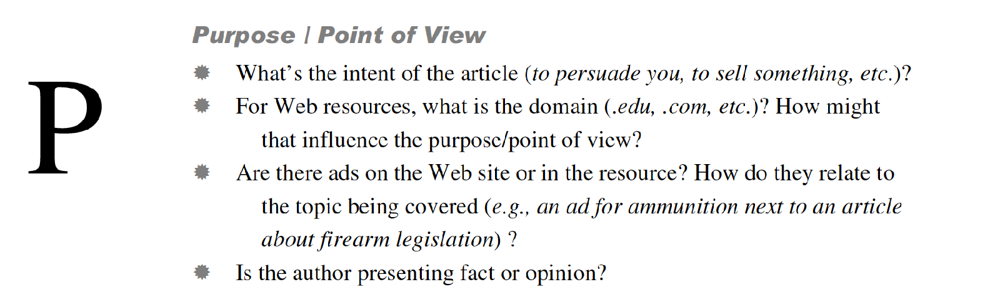 Purpose / Point of View
P
What's the intent of the article (to persuade you, to sell something, etc.)?
For Web resources, what is the domain (.edu, .com, etc.)? How might
that influence the purpose/point of view?
Are there ads on the Web site or in the resource? How do they relate to
the topic being covered (e.g., an ad for ammunition next to an article
about firearm legislation) ?
Is the author presenting fact or opinion?